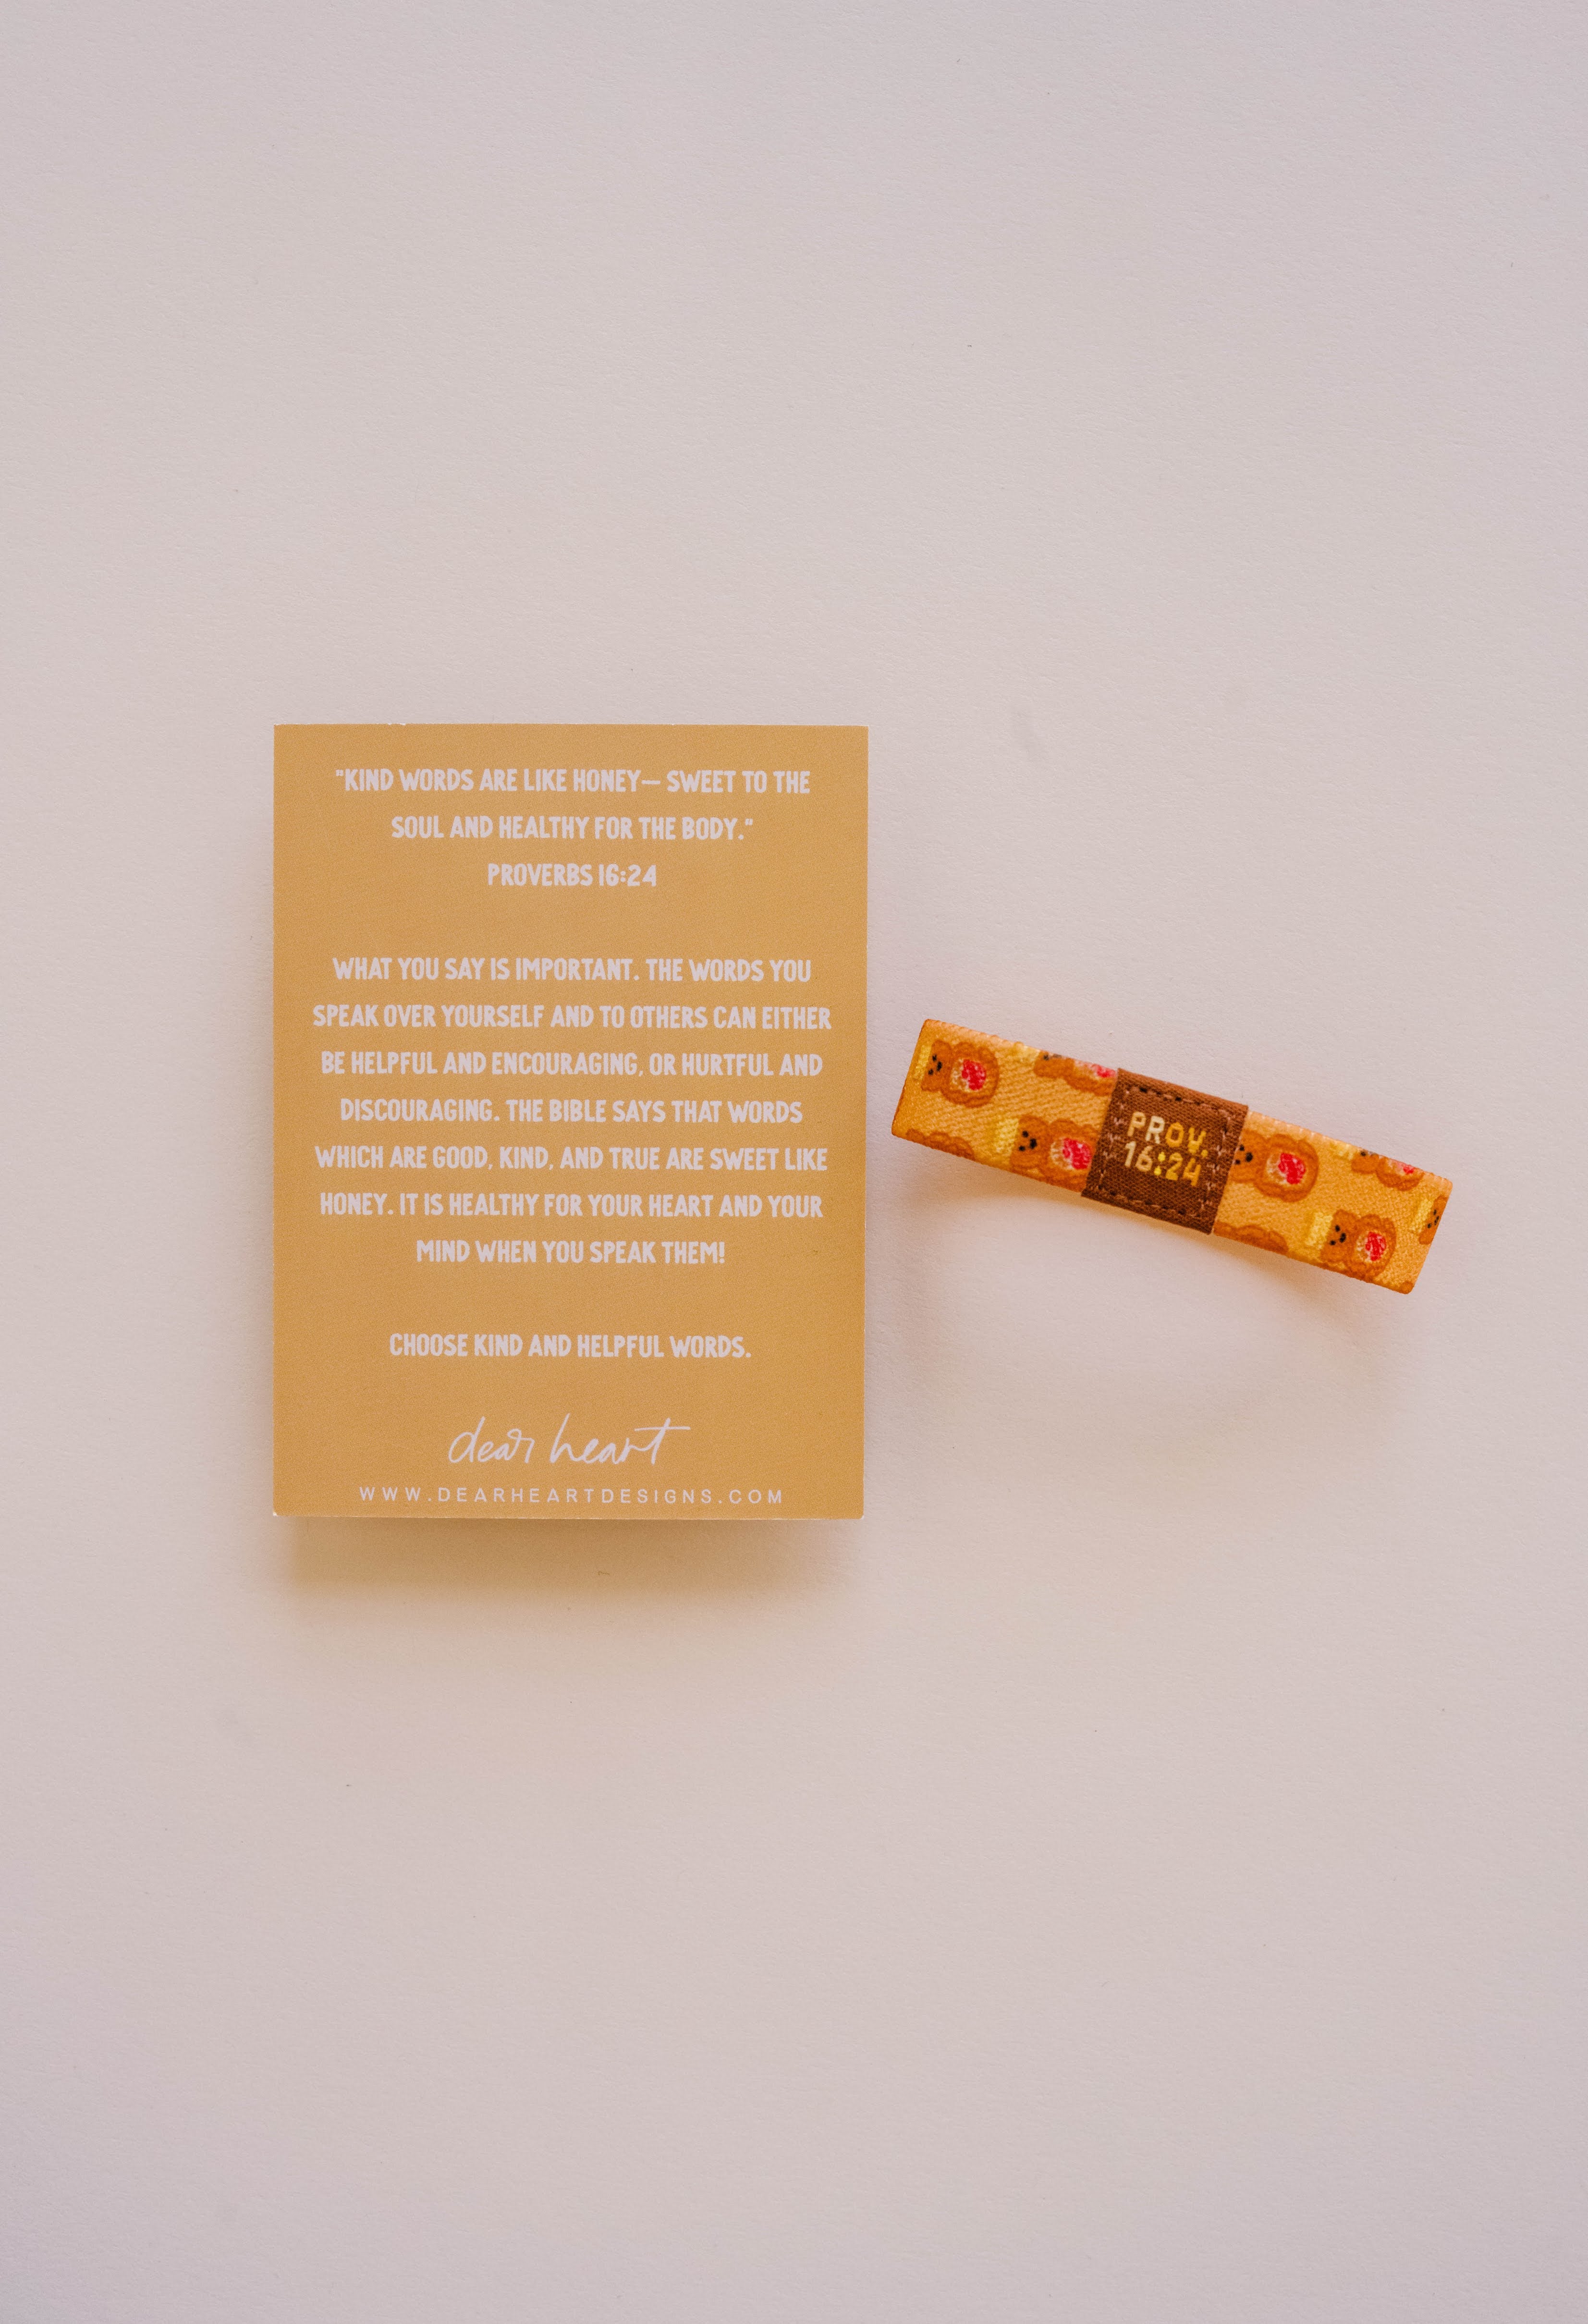 "KIND WORDS ARE LIKE HONEY— SWEET TO THE
SOUL AND HEALTHY FOR THE BODY."
PROVERBS 16:24
WHAT YOU SAY IS IMPORTANT. THE WORDS YOU
SPEAK OVER YOURSELF AND TO OTHERS CAN EITHER
BE HELPFUL AND ENCOURAGING, OR HURTFUL AND
DISCOURAGING. THE BIBLE SAYS THAT WORDS
WHICH ARE GOOD, KIND, AND TRUE ARE SWEET LIKE
HONEY. IT IS HEALTHY FOR YOUR HEART AND YOUR
MIND WHEN YOU SPEAK THEM!
CHOOSE KIND AND HELPFUL WORDS.
dear heart
WWW.DEARHEARTDESIGNS.COM
PROV.
16:24